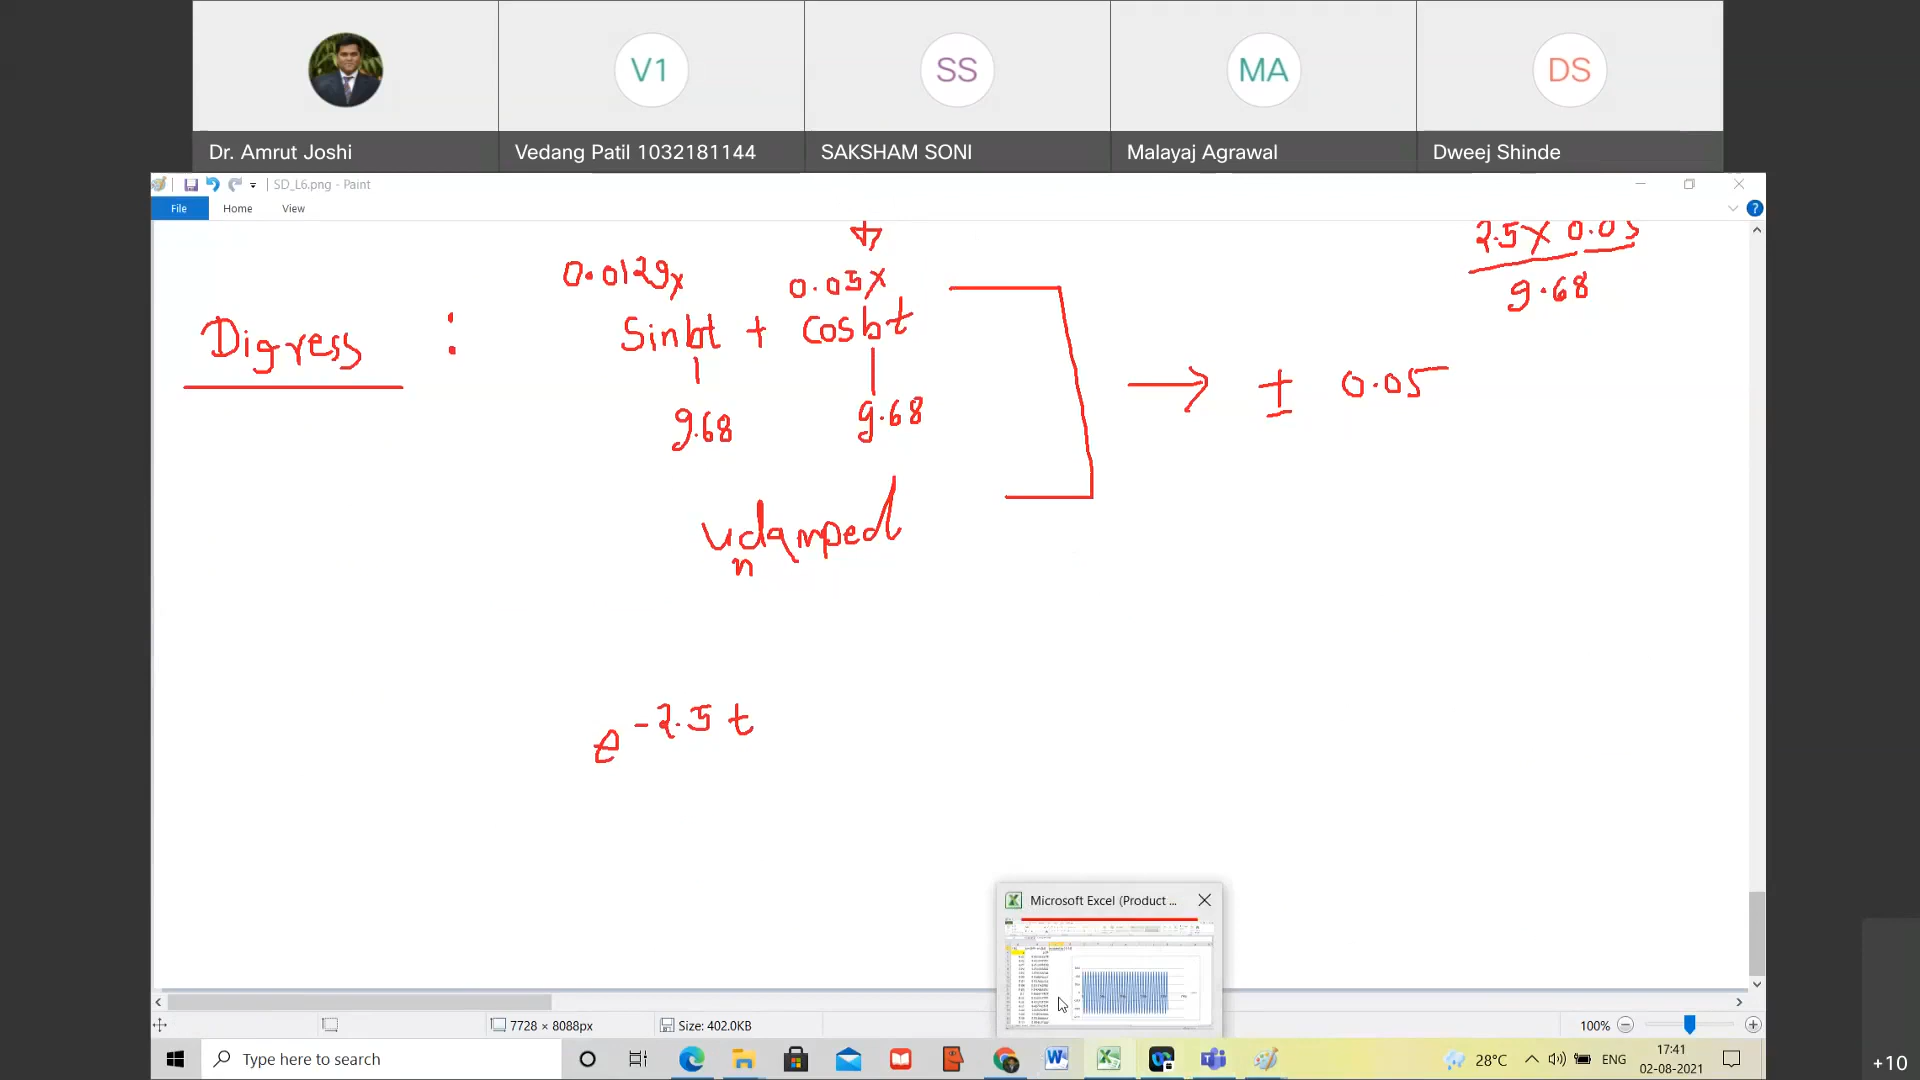 V1
SS
MA
DS
Dr. Amrut Joshi
Vedang Patil 1032181144
SAKSHAM SONI
Malayaj Agrawal
Dweej Shinde
SD_L6.png - Paint
File Home View
2.5 x 0.05
9.68
0.0129x 0.05x
Digress : Sinbt + Cosbt
→ ± 0.05
9.68 9.68
udamped
n
e -2.5 t
Microsoft Excel (Product ...
7728 × 8088px
Size: 402.0KB
100%
Type here to search
28°C
ENG
17:41
02-08-2021
+10